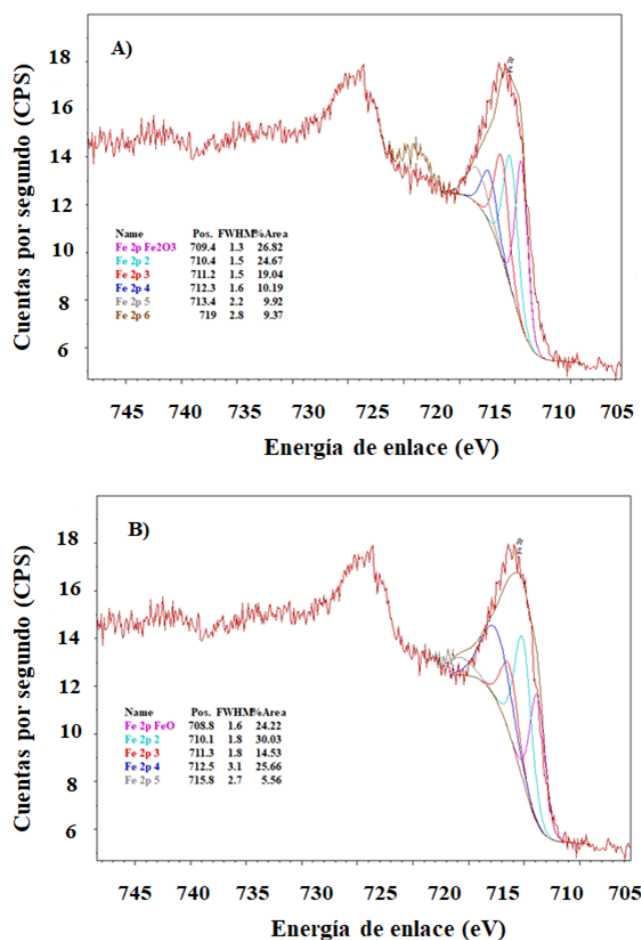 A)
Fe 2p
Cuentas por segundo (CPS)
18
16
14
12
10
8
6
Name Pos. FWHM %Area
Fe 2p Fe2O3 709.4 1.3 26.82
Fe 2p 2 710.4 1.5 24.67
Fe 2p 3 711.2 1.5 19.04
Fe 2p 4 712.3 1.6 10.19
Fe 2p 5 713.4 2.2 9.92
Fe 2p 6 719 2.8 9.37
745 740 735 730 725 720 715 710 705
Energía de enlace (eV)
B)
Fe 2p
Cuentas por segundo (CPS)
18
16
14
12
10
8
6
Name Pos. FWHM %Area
Fe 2p FeO 708.8 1.6 24.22
Fe 2p 2 710.1 1.8 30.03
Fe 2p 3 711.3 1.8 14.53
Fe 2p 4 712.5 3.1 25.66
Fe 2p 5 715.8 2.7 5.56
745 740 735 730 725 720 715 710 705
Energía de enlace (eV)